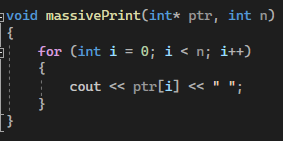 void massivePrint(int* ptr, int n)
{
    for (int i = 0; i < n; i++)
    {
        cout << ptr[i] << " ";
    }
}